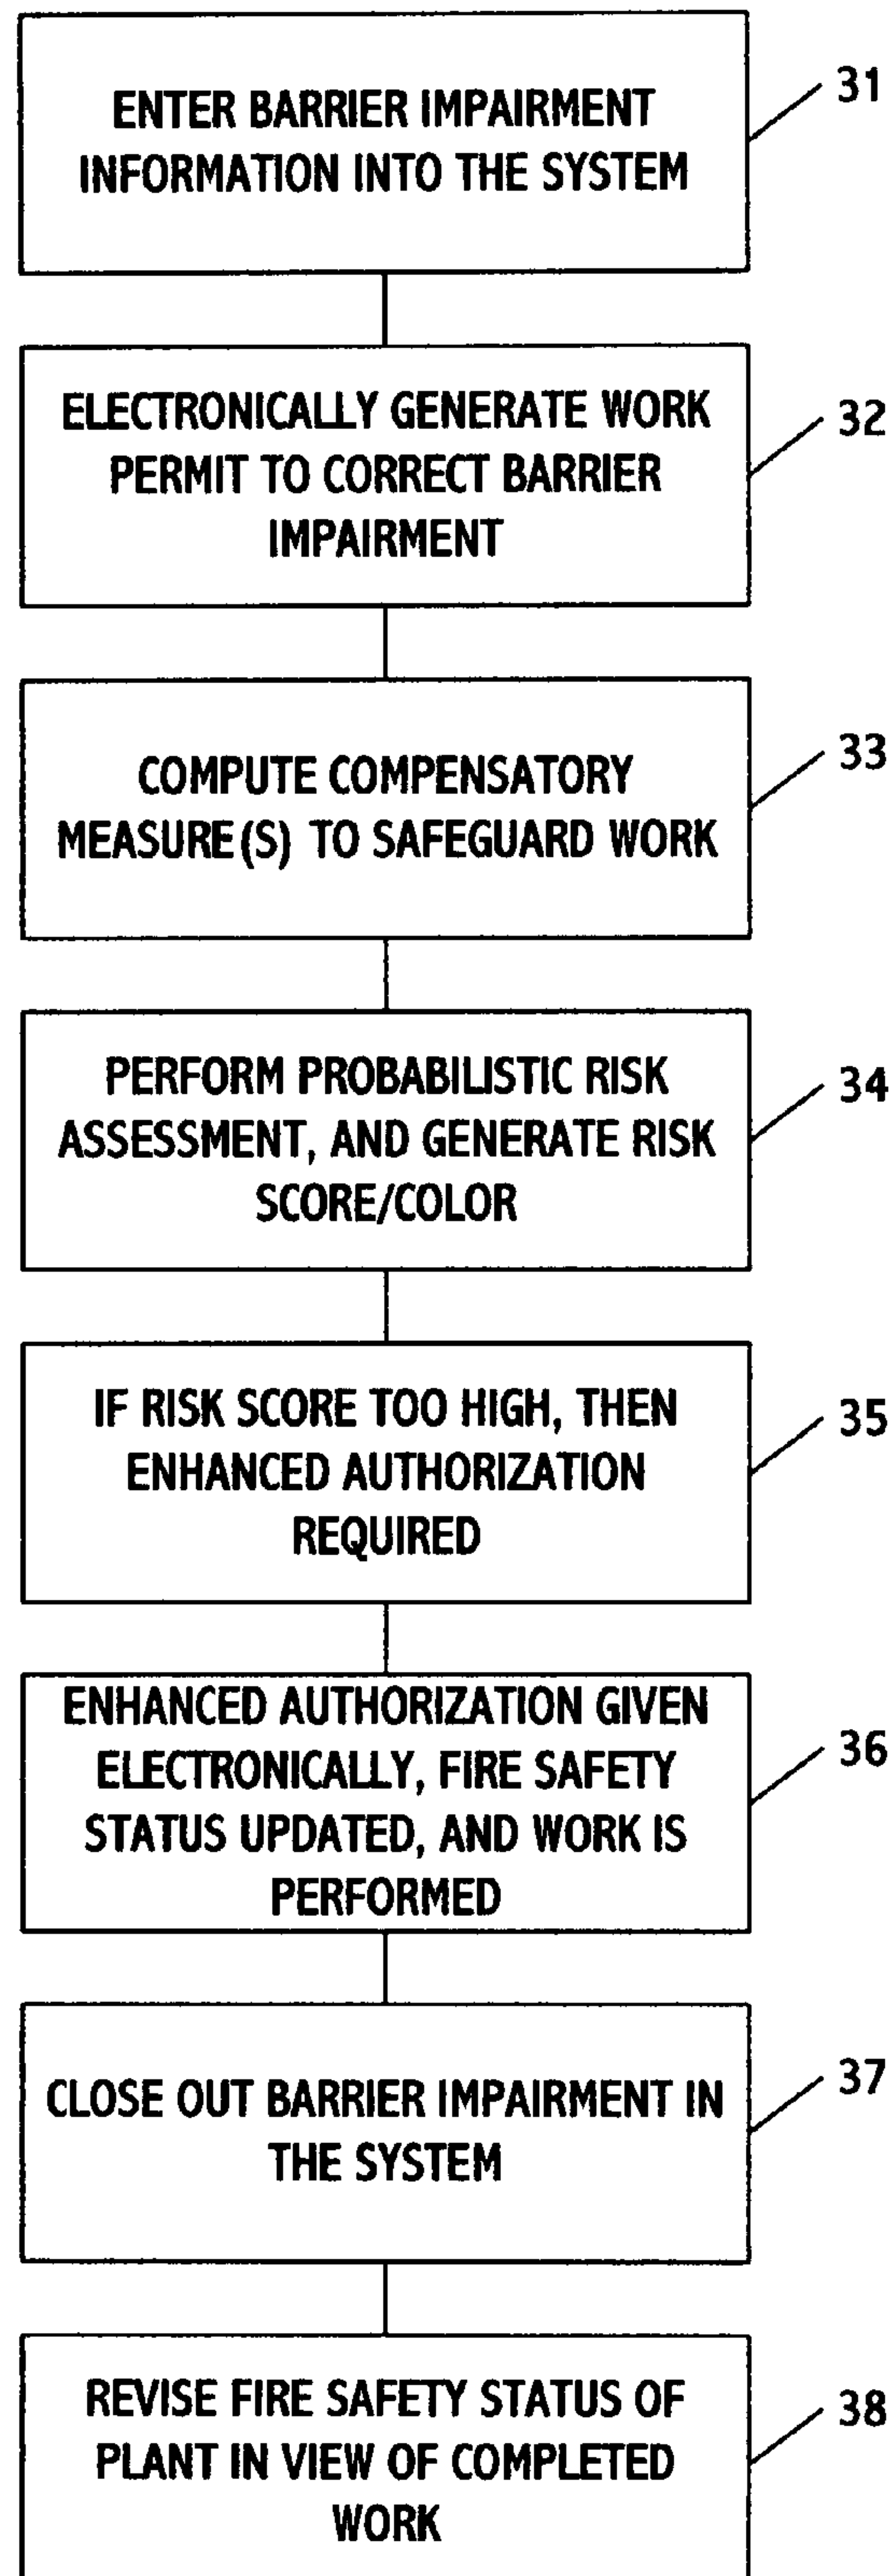 ENTER BARRIER IMPAIRMENT
INFORMATION INTO THE SYSTEM
31
ELECTRONICALLY GENERATE WORK
PERMIT TO CORRECT BARRIER
IMPAIRMENT
32
COMPUTE COMPENSATORY
MEASURE(S) TO SAFEGUARD WORK
33
PERFORM PROBABILISTIC RISK
ASSESSMENT, AND GENERATE RISK
SCORE/COLOR
34
IF RISK SCORE TOO HIGH, THEN
ENHANCED AUTHORIZATION
REQUIRED
35
ENHANCED AUTHORIZATION GIVEN
ELECTRONICALLY, FIRE SAFETY
STATUS UPDATED, AND WORK IS
PERFORMED
36
CLOSE OUT BARRIER IMPAIRMENT IN
THE SYSTEM
37
REVISE FIRE SAFETY STATUS OF
PLANT IN VIEW OF COMPLETED
WORK
38